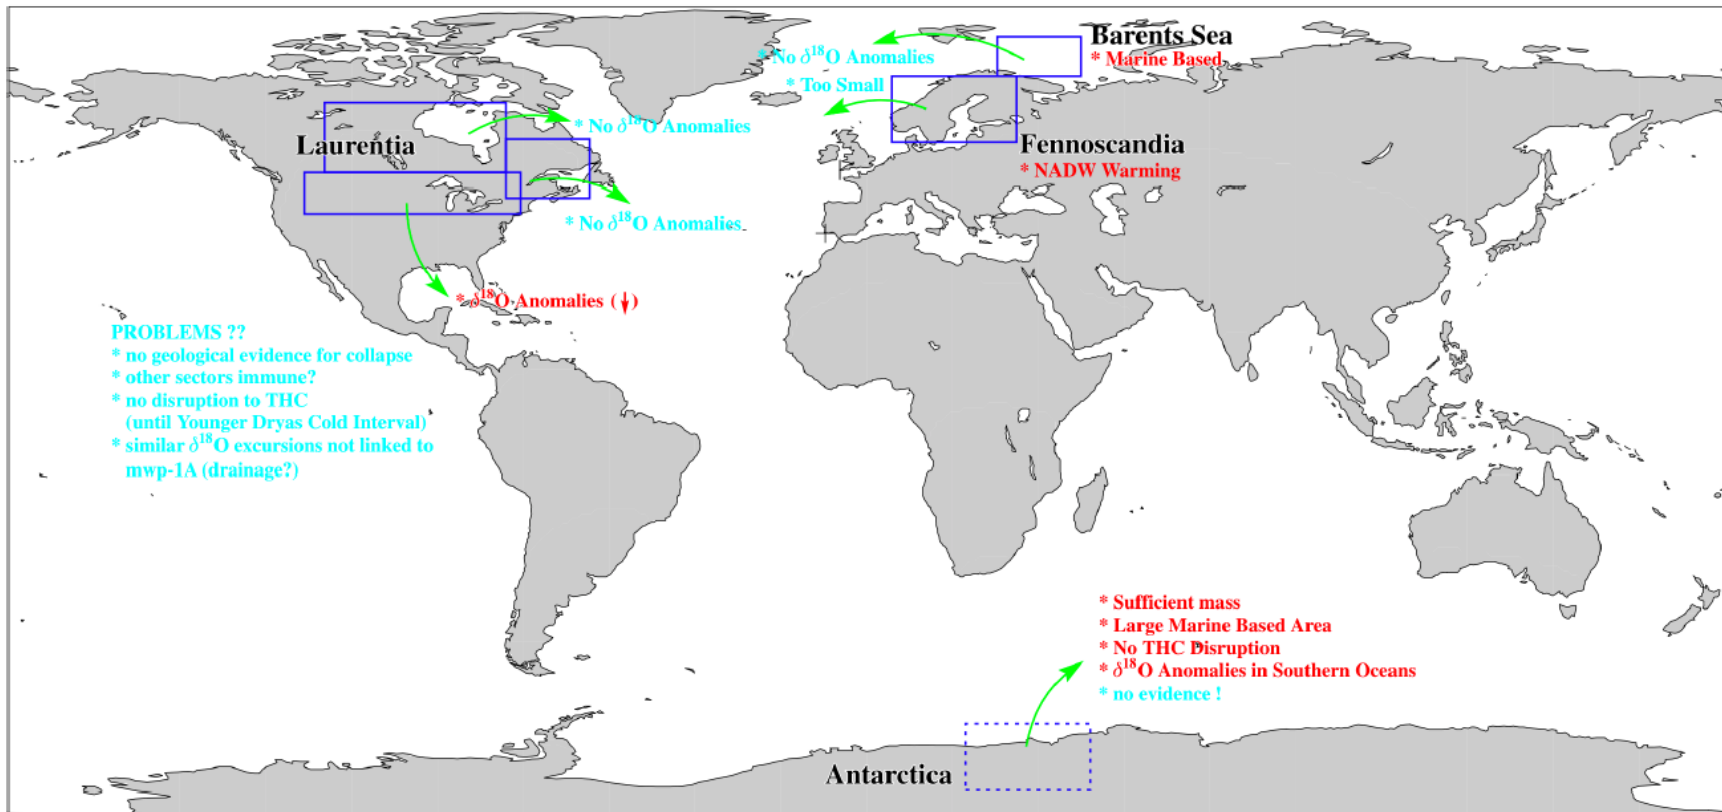 Barents Sea
* Marine Based
* No δ¹⁸O Anomalies
* Too Small
* No δ¹⁸O Anomalies
Laurentia
Fennoscandia
* NADW Warming
* No δ¹⁸O Anomalies
* δ¹⁸O Anomalies (↓)
PROBLEMS ??
* no geological evidence for collapse
* other sectors immune?
* no disruption to THC
(until Younger Dryas Cold Interval)
* similar δ¹⁸O excursions not linked to
mwp-1A (drainage?)
* Sufficient mass
* Large Marine Based Area
* No THC Disruption
* δ¹⁸O Anomalies in Southern Oceans
* no evidence !
Antarctica